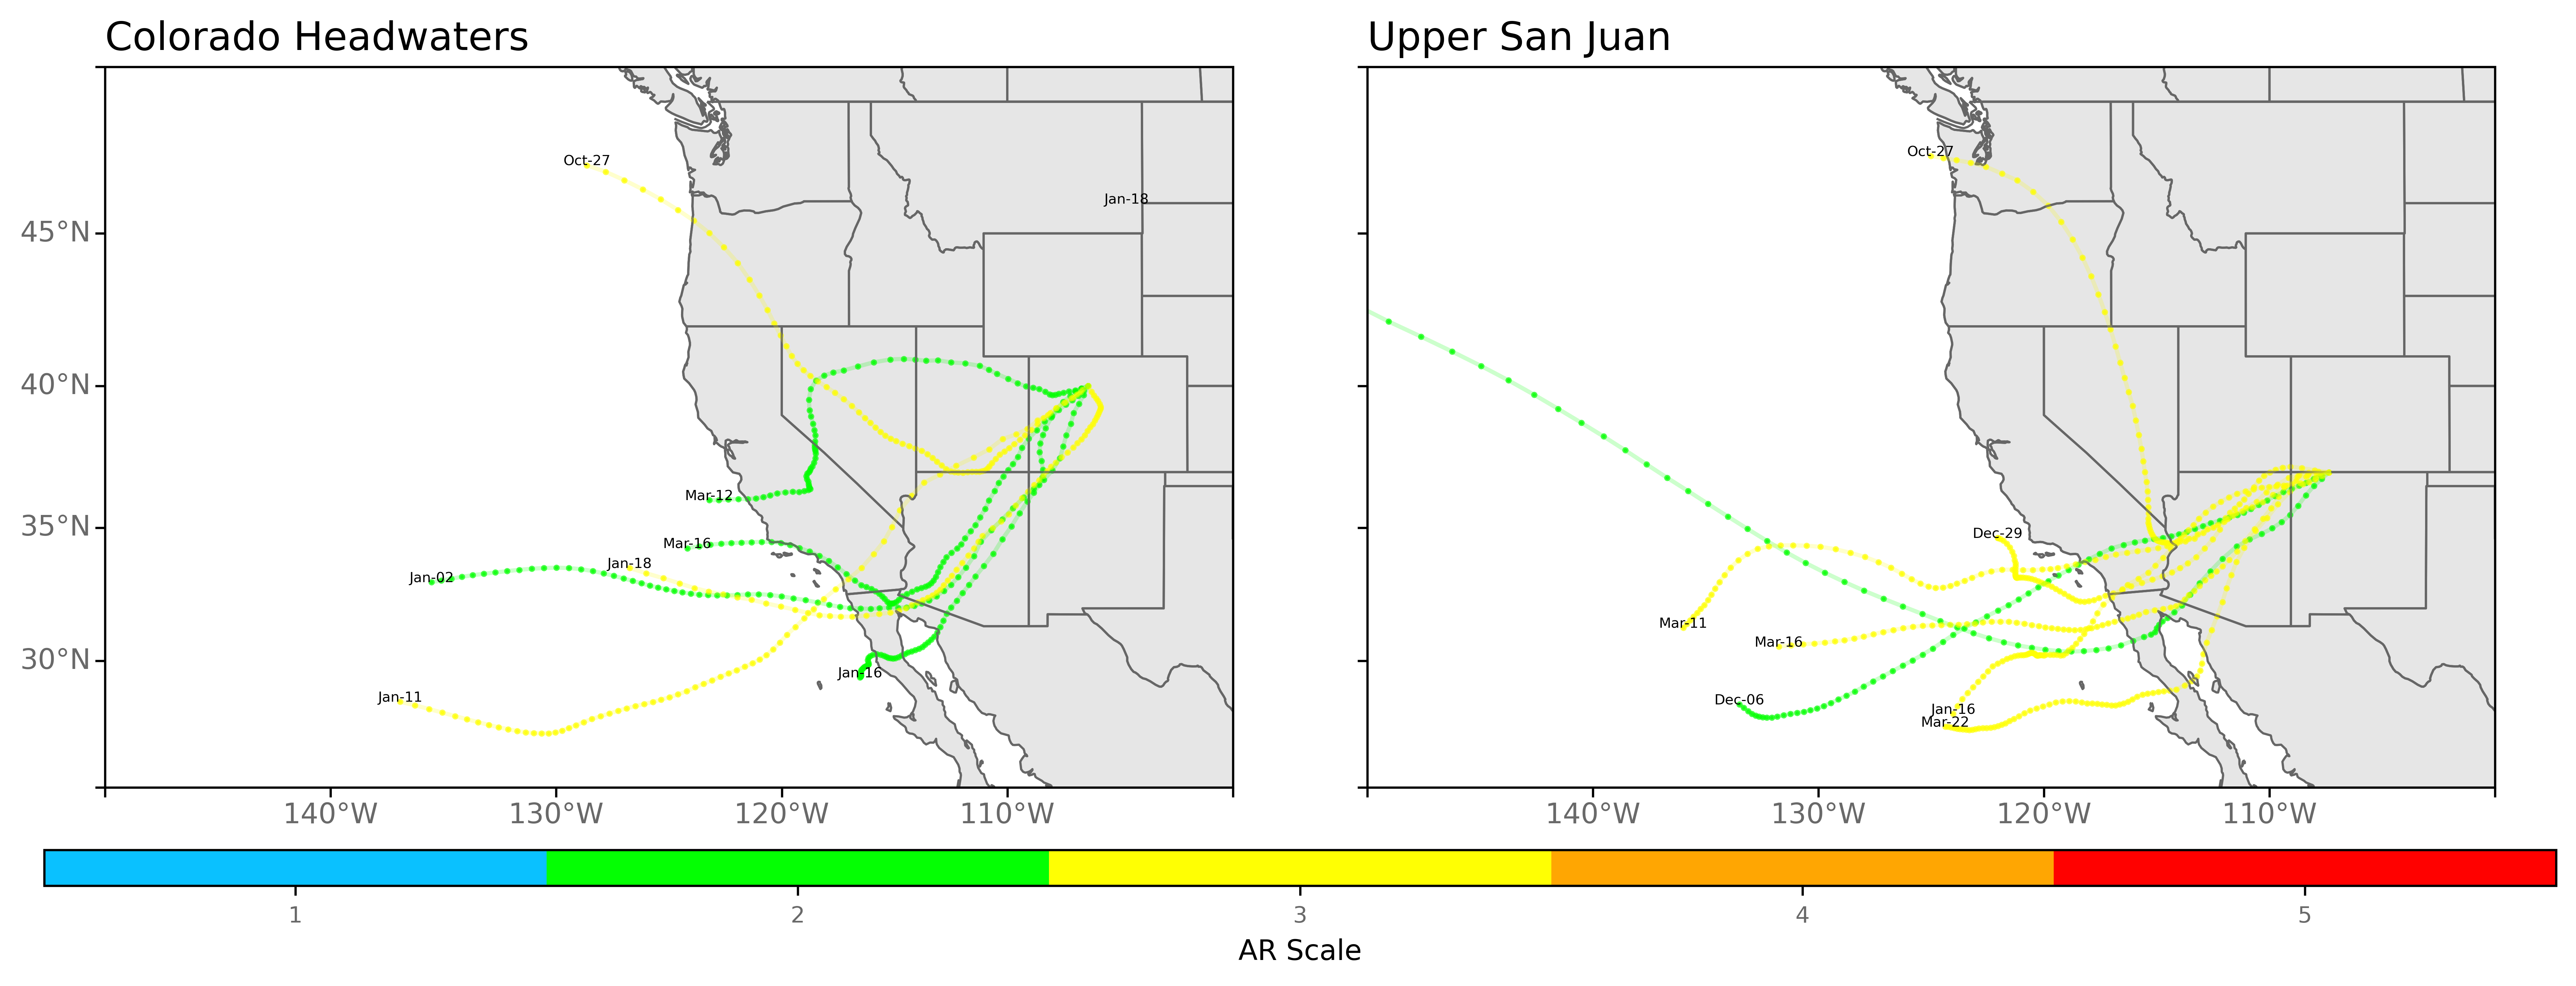 Colorado Headwaters
Upper San Juan
Oct-27
Jan-18
Mar-12
Mar-16
Jan-18
Jan-02
Jan-16
Jan-11
Oct-27
Dec-29
Mar-11
Mar-16
Dec-06
Jan-16
Mar-22
45°N
40°N
35°N
30°N
140°W
130°W
120°W
110°W
140°W
130°W
120°W
110°W
1
2
3
4
5
AR Scale